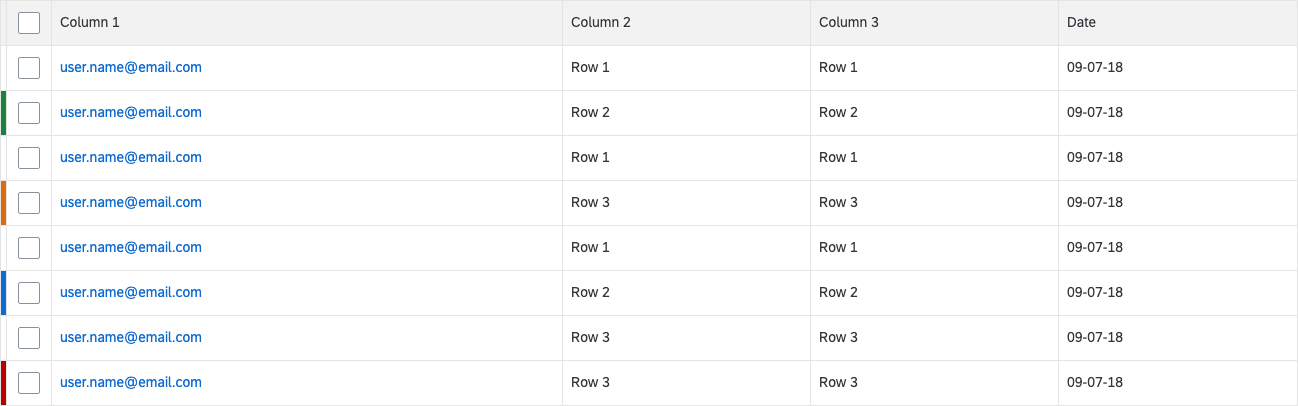 Column 1 Column 2 Column 3 Date
user.name@email.com Row 1 Row 1 09-07-18
user.name@email.com Row 2 Row 2 09-07-18
user.name@email.com Row 1 Row 1 09-07-18
user.name@email.com Row 3 Row 3 09-07-18
user.name@email.com Row 1 Row 1 09-07-18
user.name@email.com Row 2 Row 2 09-07-18
user.name@email.com Row 3 Row 3 09-07-18
user.name@email.com Row 3 Row 3 09-07-18